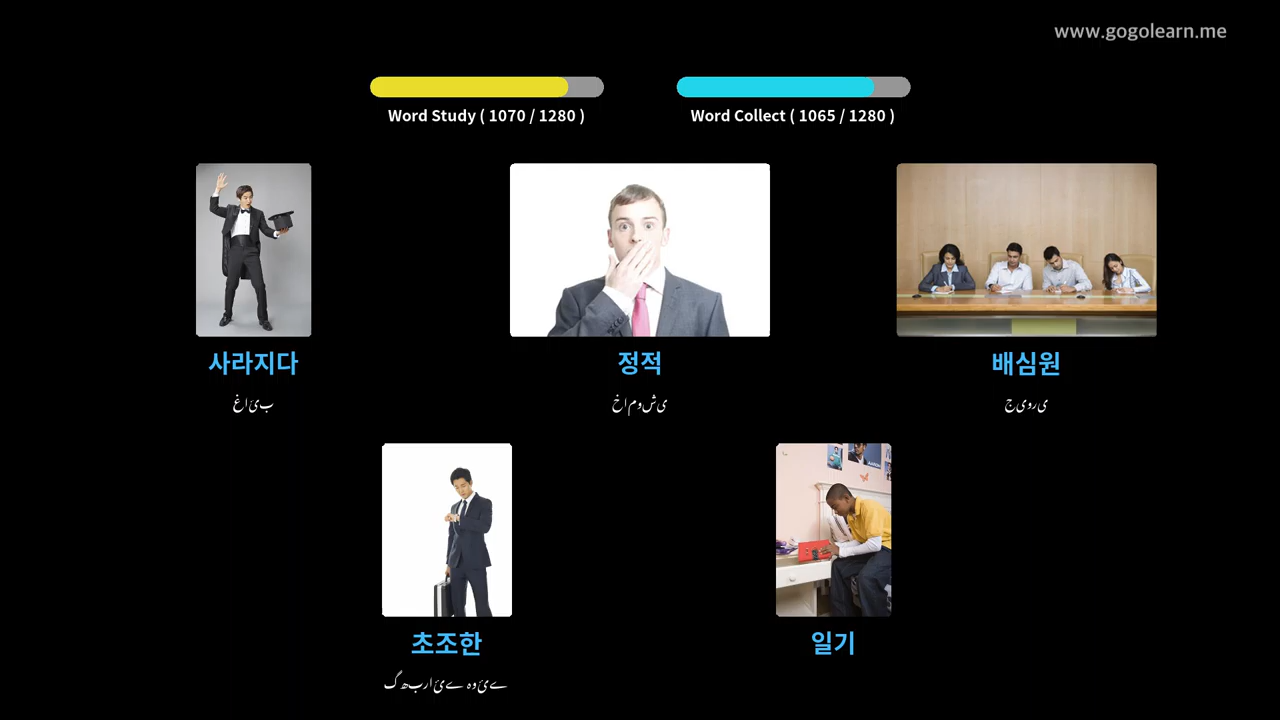 www.gogolearn.me
Word Study ( 1070 / 1280 )
Word Collect ( 1065 / 1280 )
사라지다
غائب
정적
خاموشی
배심원
جیوری
초조한
گھبرائے ہوئے
일기